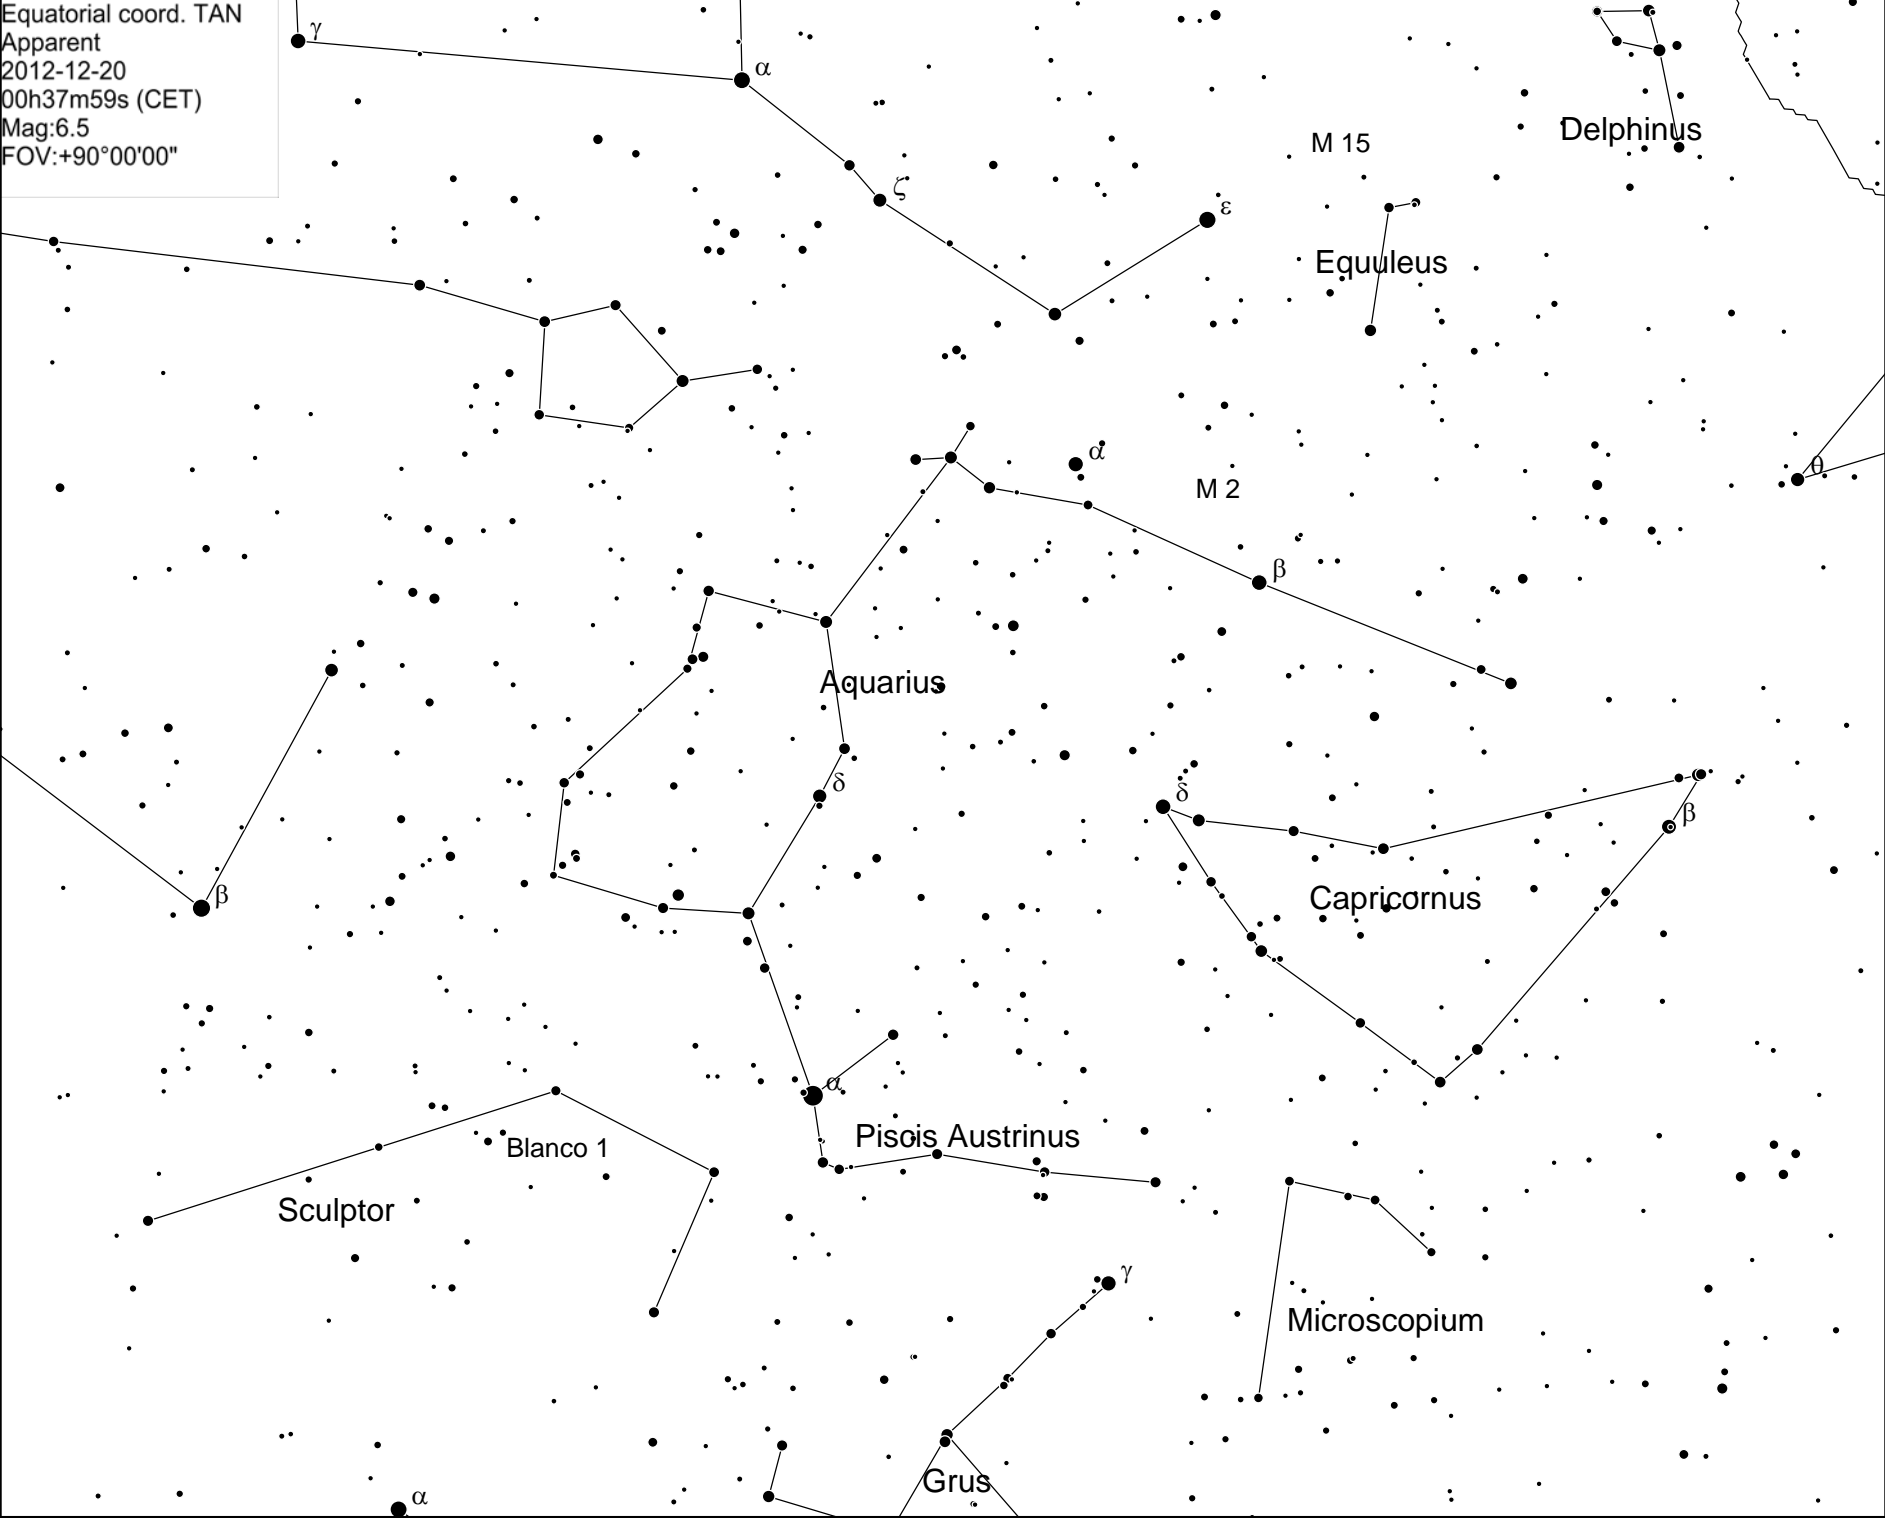 Equatorial coord. TAN
Apparent
2012-12-20
00h37m59s (CET)
Mag:6.5
FOV:+90°00'00"
γ
α
Delphinus
M 15
ζ
ε
Equuleus
α
θ
M 2
β
Aquarius
δ
δ
β
Capricornus
β
α
Piscis Austrinus
Blanco 1
Sculptor
γ
Microscopium
Grus
α